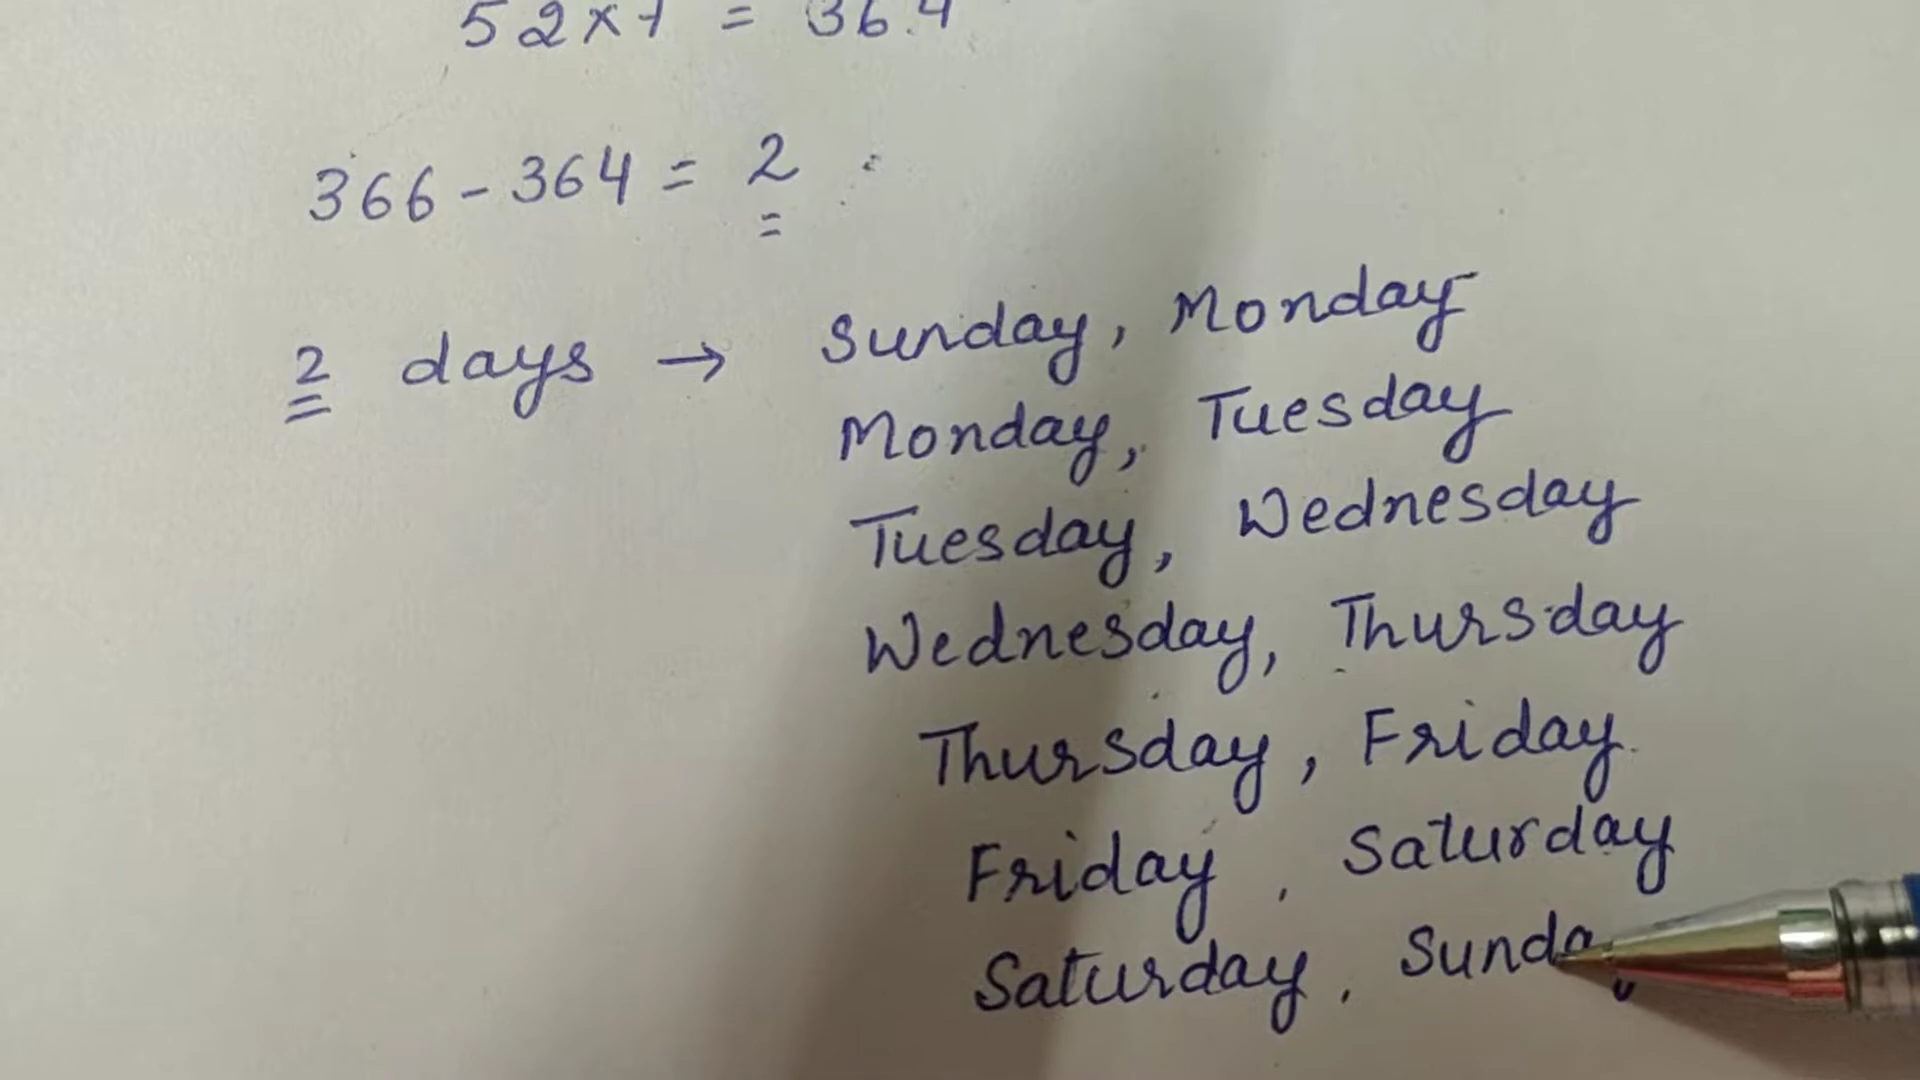 52×7 = 364
366-364 = 2
2 days → Sunday, Monday
Monday, Tuesday
Tuesday, Wednesday
Wednesday, Thursday
Thursday, Friday
Friday, Saturday
Saturday, Sunday